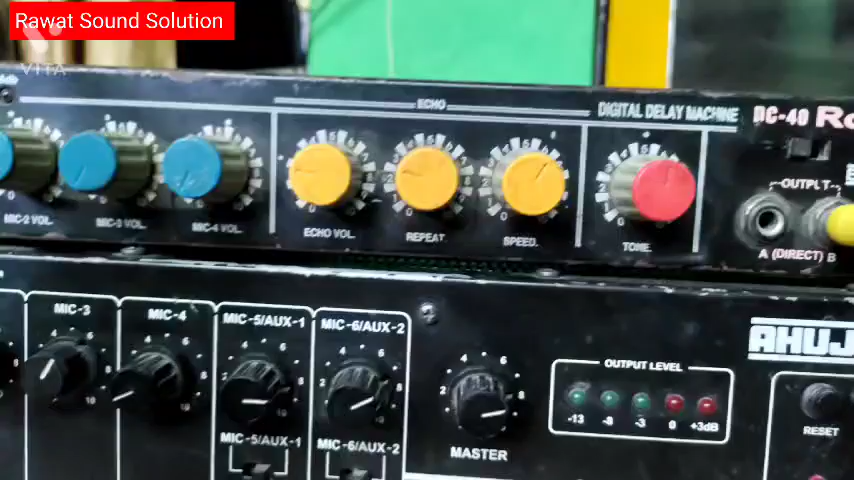 Rawat Sound Solution
VITA
ECHO
DIGITAL DELAY MACHINE
DC-40
MIC-2 VOL.
MIC-3 VOL.
MIC-4 VOL.
ECHO VOL.
REPEAT.
SPEED.
TONE.
OUTPUT
A (DIRECT) B
MIC-3
MIC-4
MIC-5/AUX-1
MIC-6/AUX-2
MIC-5/AUX-1
MIC-6/AUX-2
MASTER
OUTPUT LEVEL
-13 -8 -3 0 +3dB
AHUJ
RESET